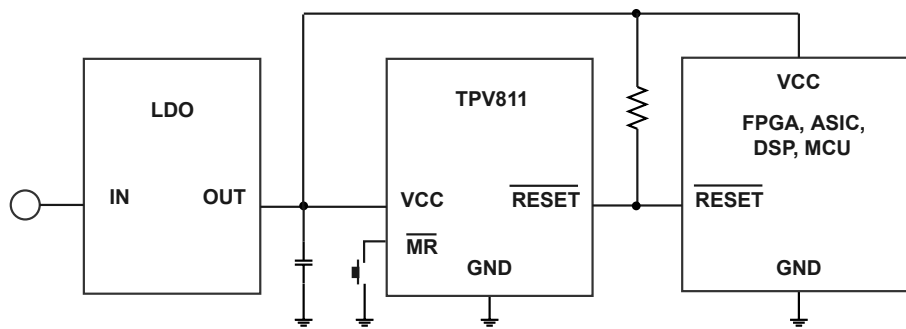 LDO
IN
OUT
TPV811
VCC
RESET
MR
GND
VCC
FPGA, ASIC,
DSP, MCU
RESET
GND